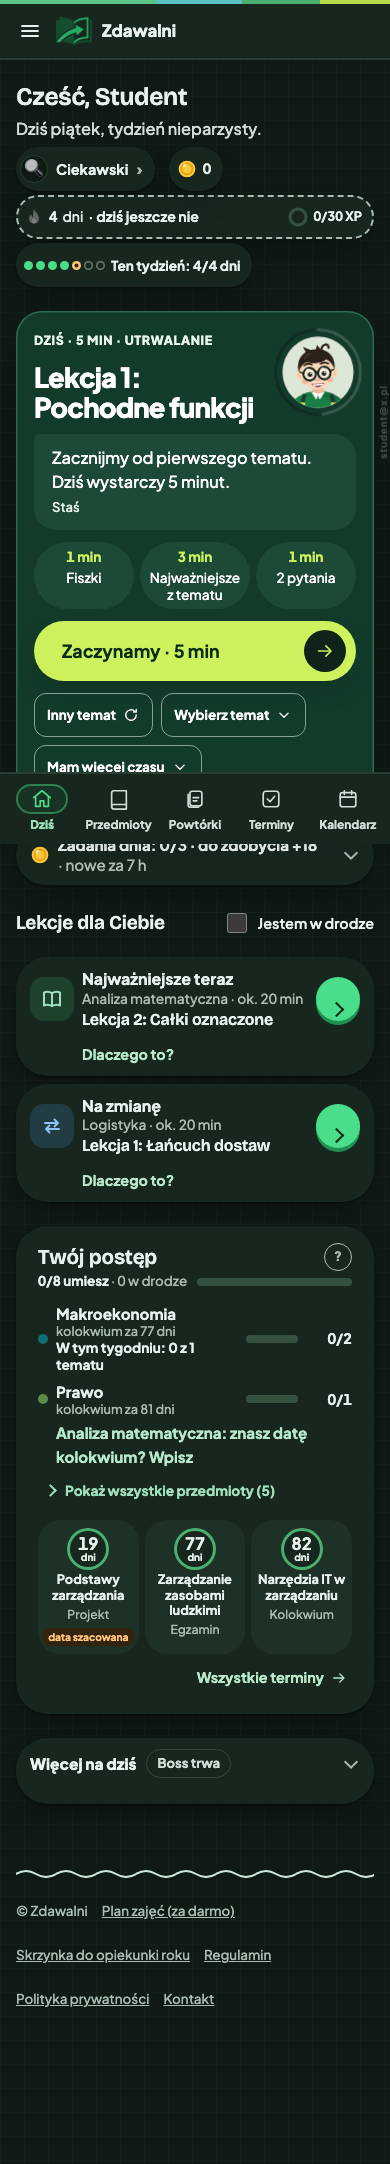 Zdawalni
Cześć, Student
Dziś piątek, tydzień nieparzysty.
Ciekawski ›
0
4 dni · dziś jeszcze nie
0/30 XP
Ten tydzień: 4/4 dni
student@x.pl
DZIŚ · 5 MIN · UTRWALANIE
Lekcja 1:
Pochodne funkcji
Zacznijmy od pierwszego tematu.
Dziś wystarczy 5 minut.
Staś
1 min
Fiszki
3 min
Najważniejsze
z tematu
1 min
2 pytania
Zaczynamy · 5 min
Inny temat
Wybierz temat
Mam więcej czasu
Dziś
Przedmioty
Powtórki
Terminy
Kalendarz
Zadania dnia: 0/3 · do zdobycia +18
· nowe za 7 h
Lekcje dla Ciebie
Jestem w drodze
Najważniejsze teraz
Analiza matematyczna · ok. 20 min
Lekcja 2: Całki oznaczone
Dlaczego to?
Na zmianę
Logistyka · ok. 20 min
Lekcja 1: Łańcuch dostaw
Dlaczego to?
Twój postęp
?
0/8 umiesz · 0 w drodze
Makroekonomia
kolokwium za 77 dni
W tym tygodniu: 0 z 1
tematu
0/2
Prawo
kolokwium za 81 dni
0/1
Analiza matematyczna: znasz datę
kolokwium? Wpisz
Pokaż wszystkie przedmioty (5)
19
dni
Podstawy
zarządzania
Projekt
data szacowana
77
dni
Zarządzanie
zasobami
ludzkimi
Egzamin
82
dni
Narzędzia IT w
zarządzaniu
Kolokwium
Wszystkie terminy →
Więcej na dziś
Boss trwa
© Zdawalni
Plan zajęć (za darmo)
Skrzynka do opiekunki roku
Regulamin
Polityka prywatności
Kontakt